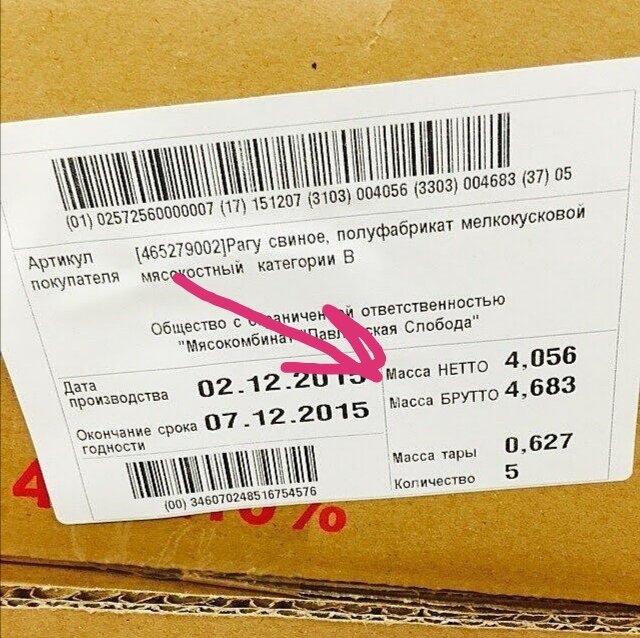 (01) 02572560000007 (17) 151207 (3103) 004056 (3303) 004683 (37) 05
Артикул покупателя
[465279002]Рагу свиное, полуфабрикат мелкокусковой
мясокостный категории В
Общество с ограниченной ответственностью
"Мясокомбинат "Павловская Слобода"
Дата
производства
02.12.2015
Окончание срока
годности
07.12.2015
Масса НЕТТО 4,056
Масса БРУТТО 4,683
Масса тары 0,627
Количество 5
(00) 346070248516754576
4
10%